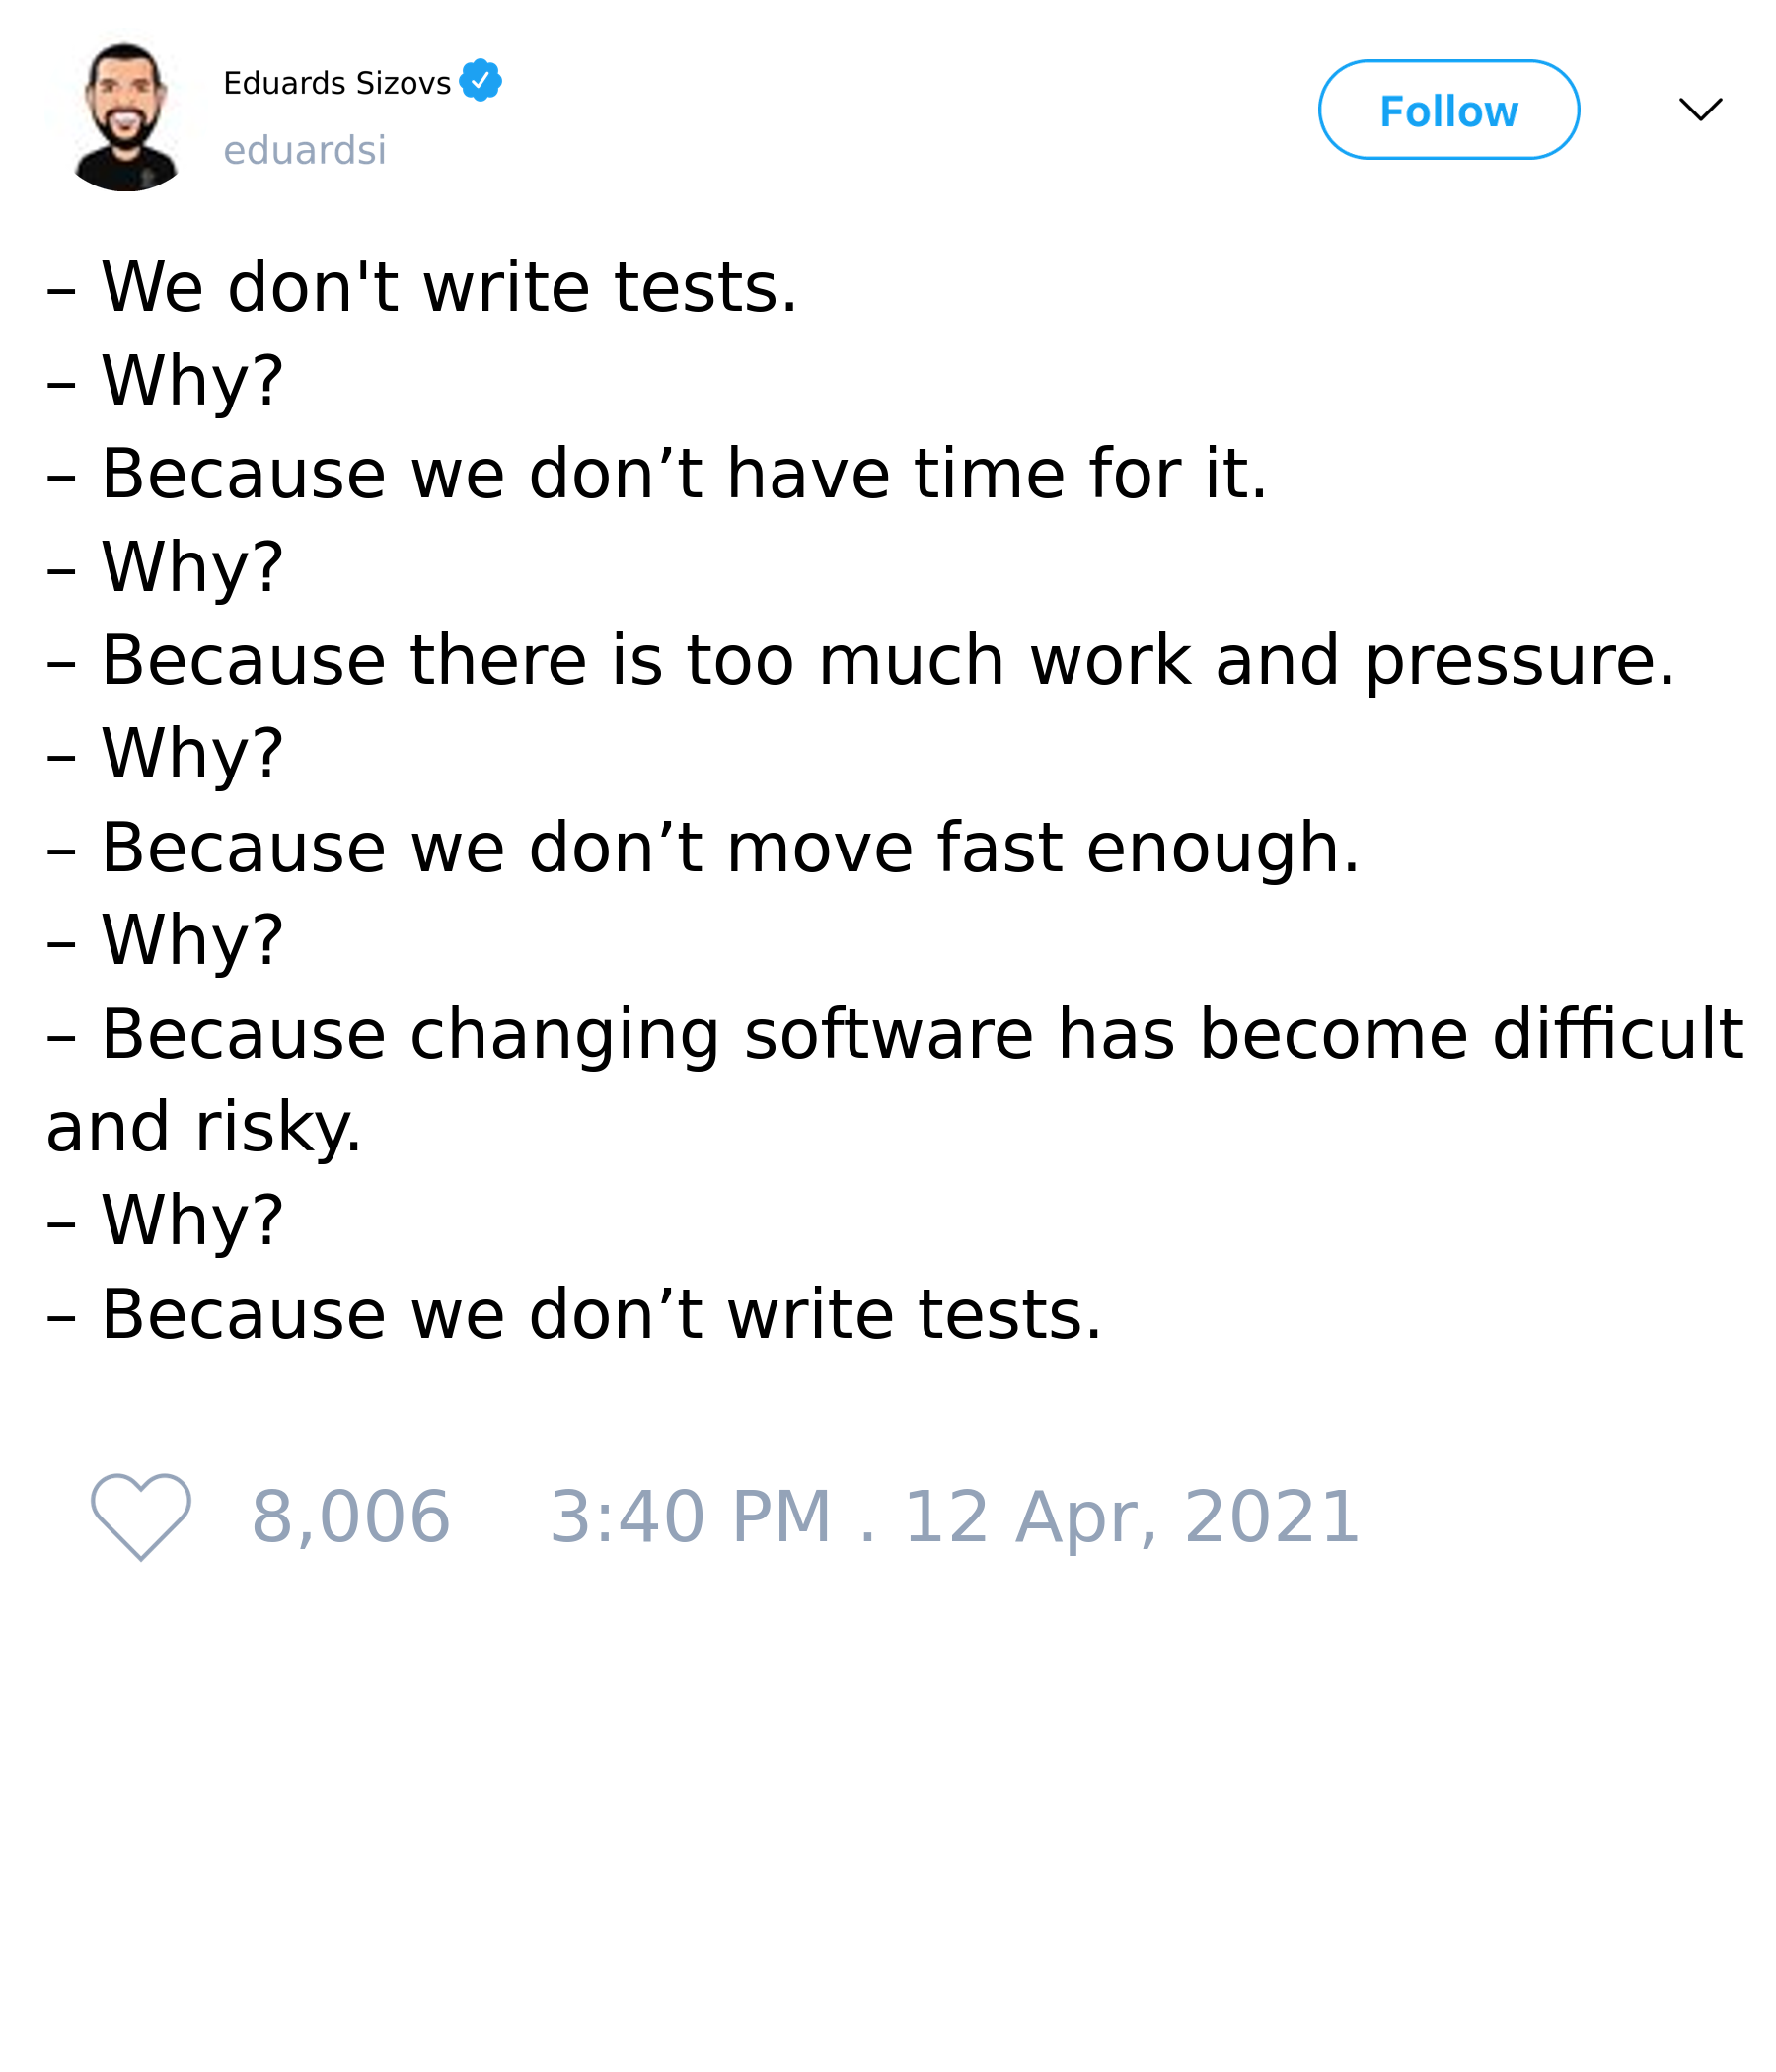 Eduards Sizovs
eduardsi
Follow
– We don't write tests.
– Why?
– Because we don’t have time for it.
– Why?
– Because there is too much work and pressure.
– Why?
– Because we don’t move fast enough.
– Why?
– Because changing software has become difficult
and risky.
– Why?
– Because we don’t write tests.
8,006 3:40 PM . 12 Apr, 2021